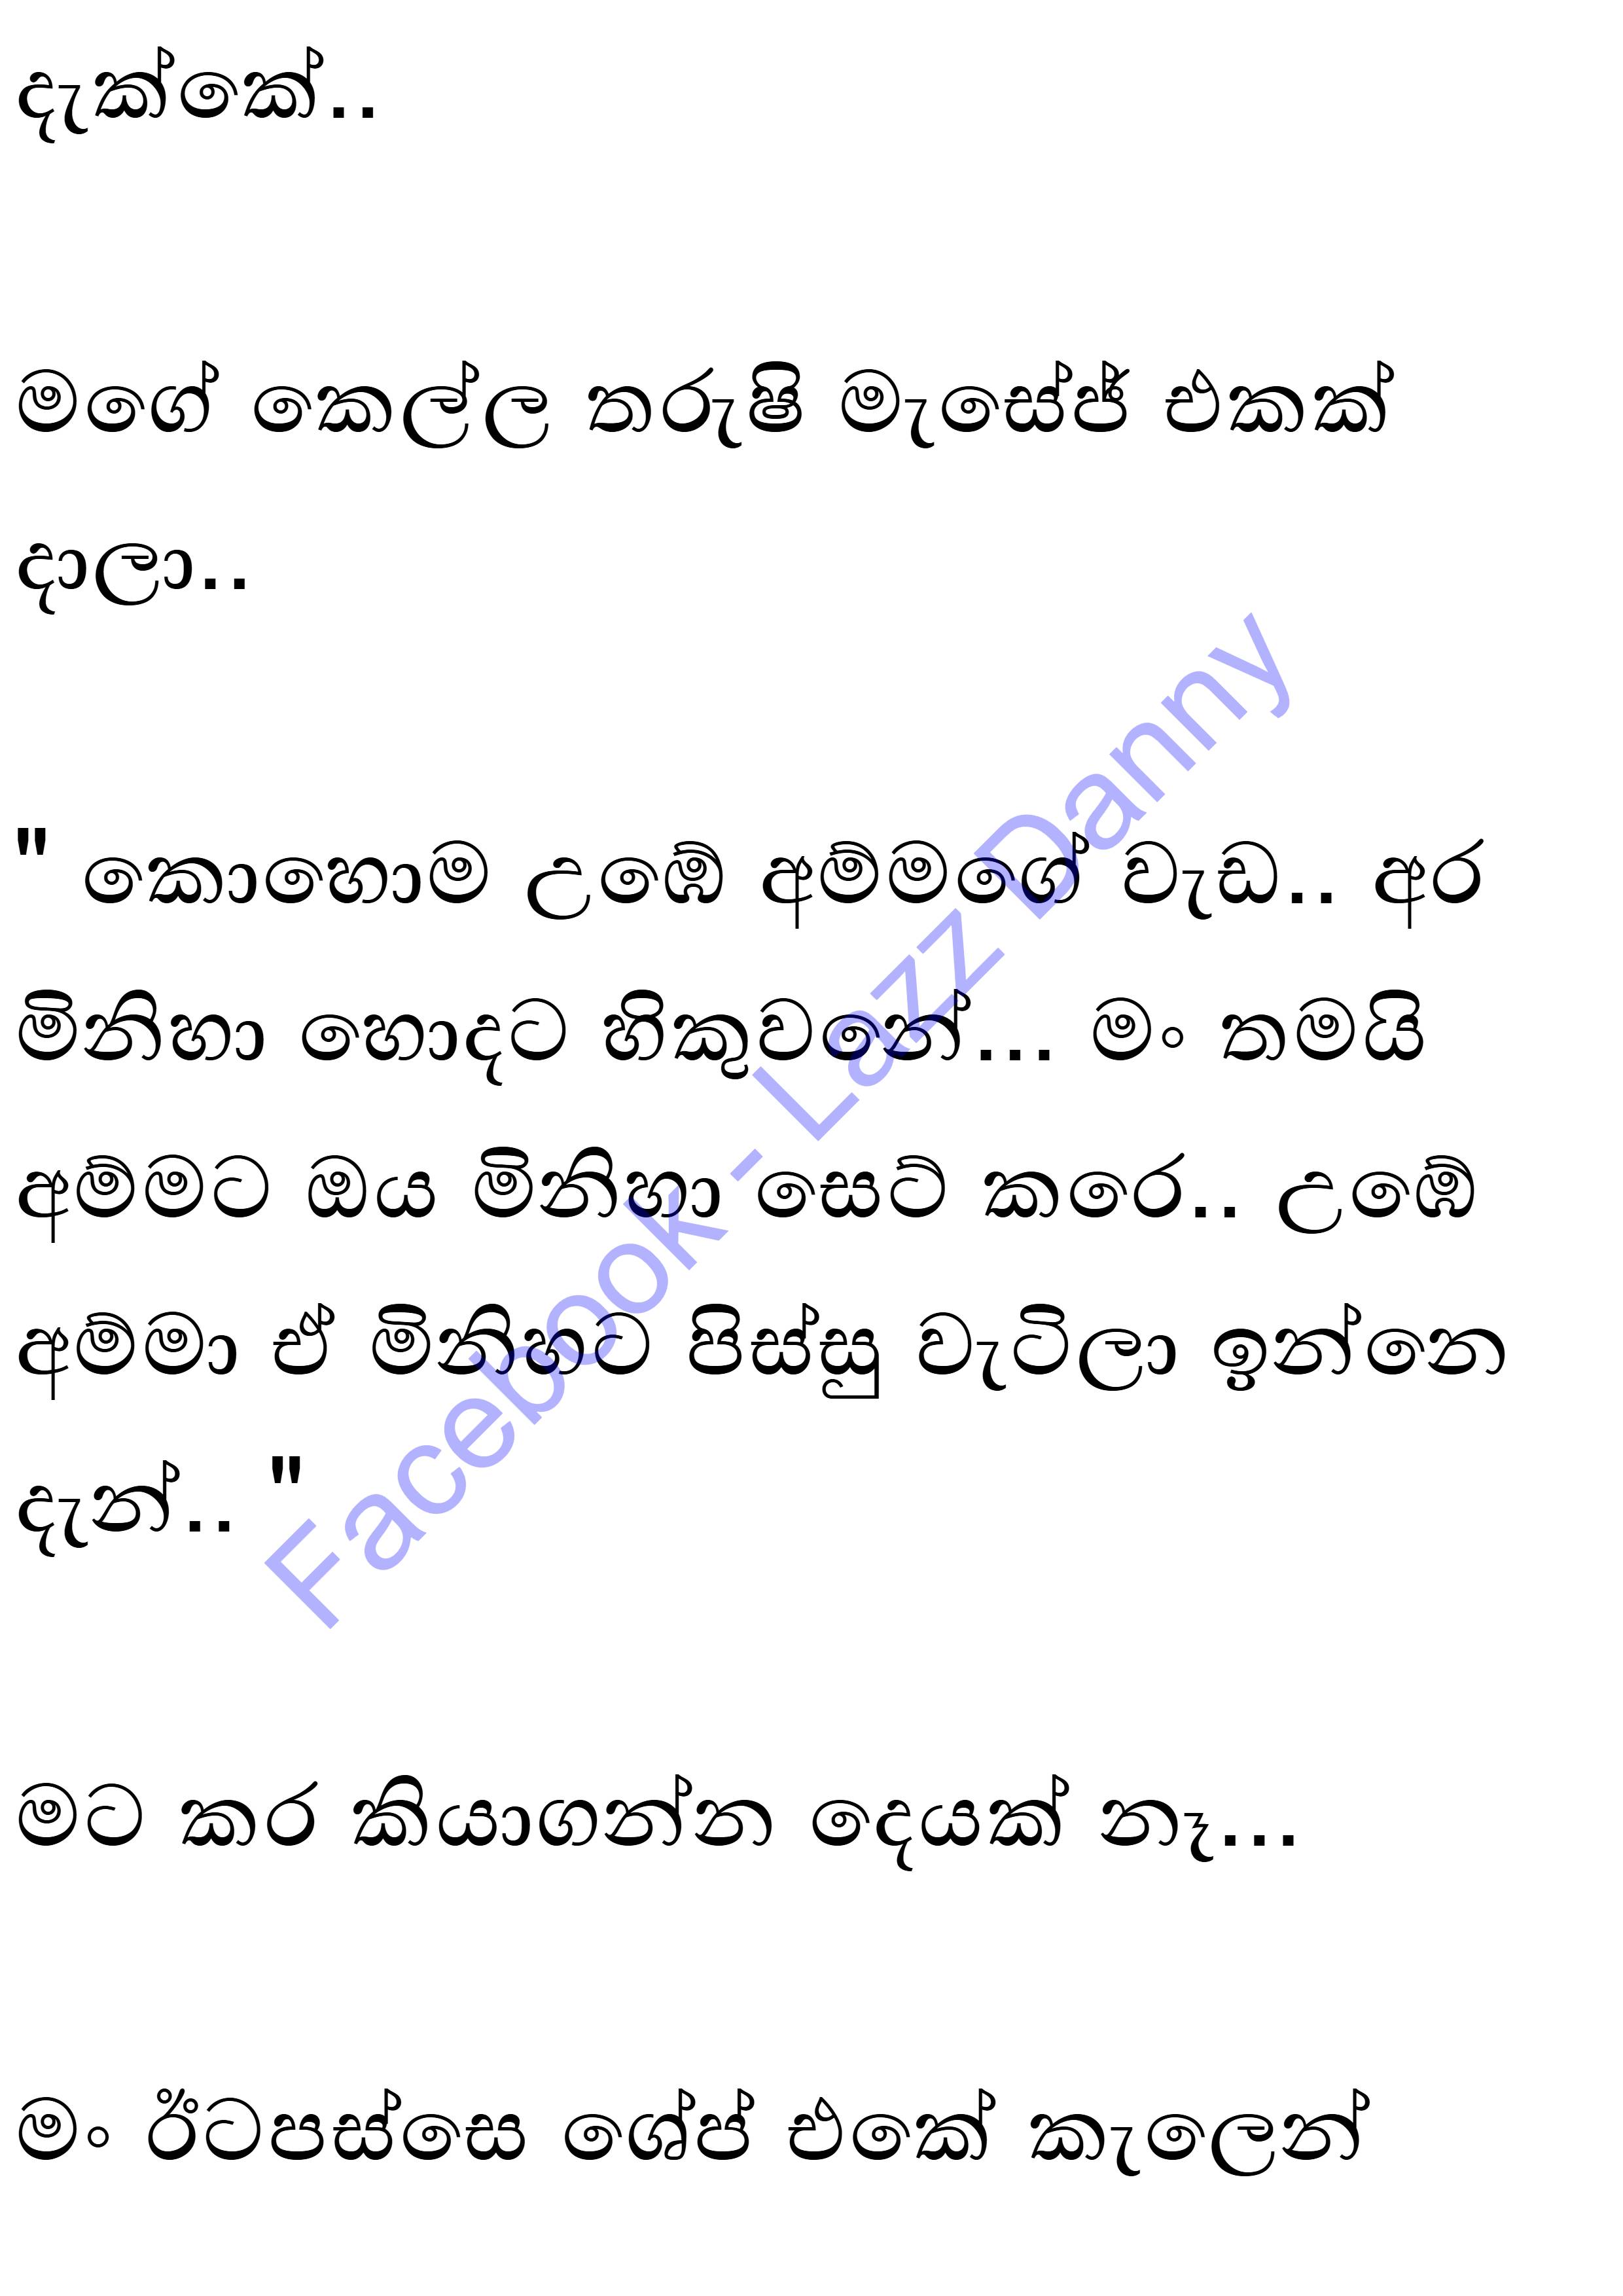 දැක්කේ..
මගේ කෙල්ල තරුෂි මැසේජ් එකක්
දාලා..
" කොහොම උඹේ අම්මගේ වැඩ.. අර
මිනිහා හොදට හිකුවනේ... මං තමයි
අම්මට ඔය මිනිහා සෙට් කරෙ.. උඹේ
අම්මා ඒ මිනිහට පිස්සු වැටිලා ඉන්නෙ
දැන්.. "
මට කර කියාගන්න දෙයක් නෑ...
මං ඊටපස්සෙ ශේප් එකේ කැලෙන්
Facebook - Lazz Danny